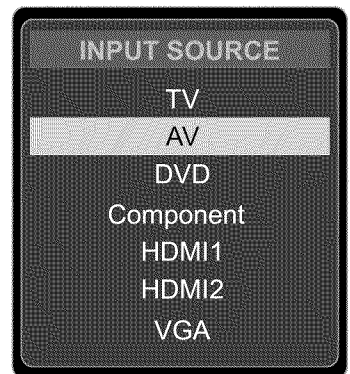 INPUT SOURCE
TV
AV
DVD
Component
HDMI1
HDMI2
VGA